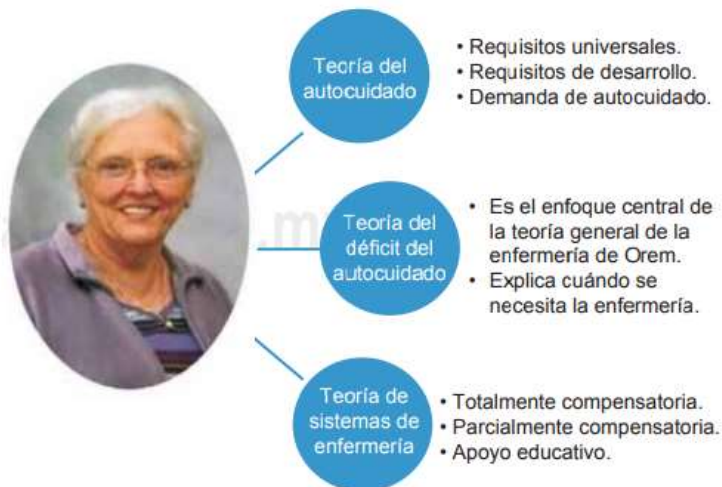 Teoría del
autocuidado
• Requisitos universales.
• Requisitos de desarrollo.
• Demanda de autocuidado.
Teoría del
déficit del
autocuidado
• Es el enfoque central de
la teoría general de la
enfermería de Orem.
• Explica cuándo se
necesita la enfermería.
Teoría de
sistemas de
enfermería
• Totalmente compensatoria.
• Parcialmente compensatoria.
• Apoyo educativo.